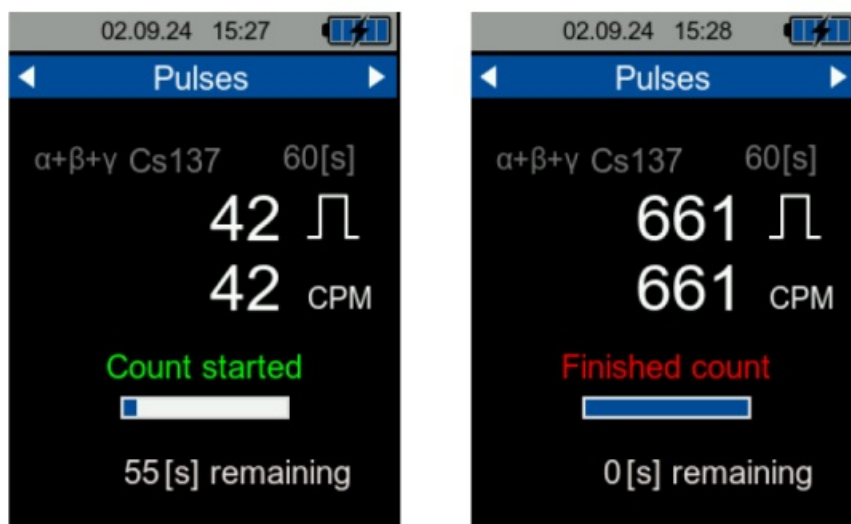 02.09.24 15:27
Pulses
α+β+γ Cs137 60[s]
42
42 CPM
Count started
55[s] remaining
02.09.24 15:28
Pulses
α+β+γ Cs137 60[s]
661
661 CPM
Finished count
0[s] remaining